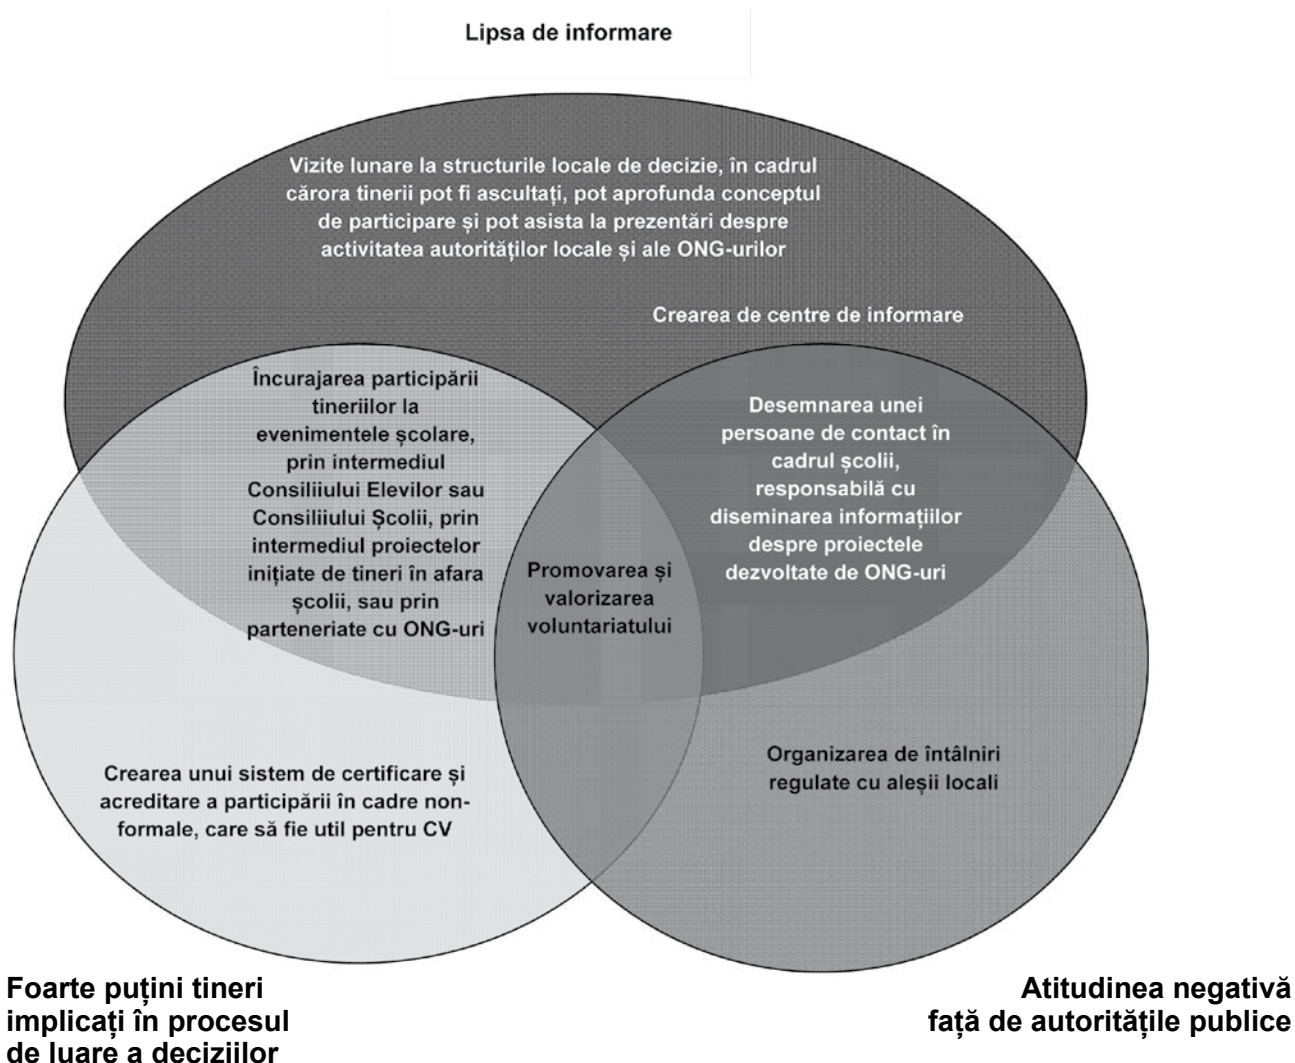 Lipsa de informare
Vizite lunare la structurile locale de decizie, în cadrul
cărora tinerii pot fi ascultați, pot aprofunda conceptul
de participare și pot asista la prezentări despre
activitatea autorităților locale și ale ONG-urilor
Crearea de centre de informare
Încurajarea participării
tineriilor la
evenimentele școlare,
prin intermediul
Consiliiului Elevilor sau
Consiliiului Școlii, prin
intermediul proiectelor
inițiate de tineri în afara
școlii, sau prin
parteneriate cu ONG-uri
Desemnarea unei
persoane de contact în
cadrul școlii,
responsabilă cu
diseminarea informațiilor
despre proiectele
dezvoltate de ONG-uri
Promovarea și
valorizarea
voluntariatului
Crearea unui sistem de certificare și
acreditare a participării în cadre non-
formale, care să fie util pentru CV
Organizarea de întâlniri
regulate cu aleșii locali
Foarte puțini tineri
implicați în procesul
de luare a deciziilor
Atitudinea negativă
față de autoritățile publice